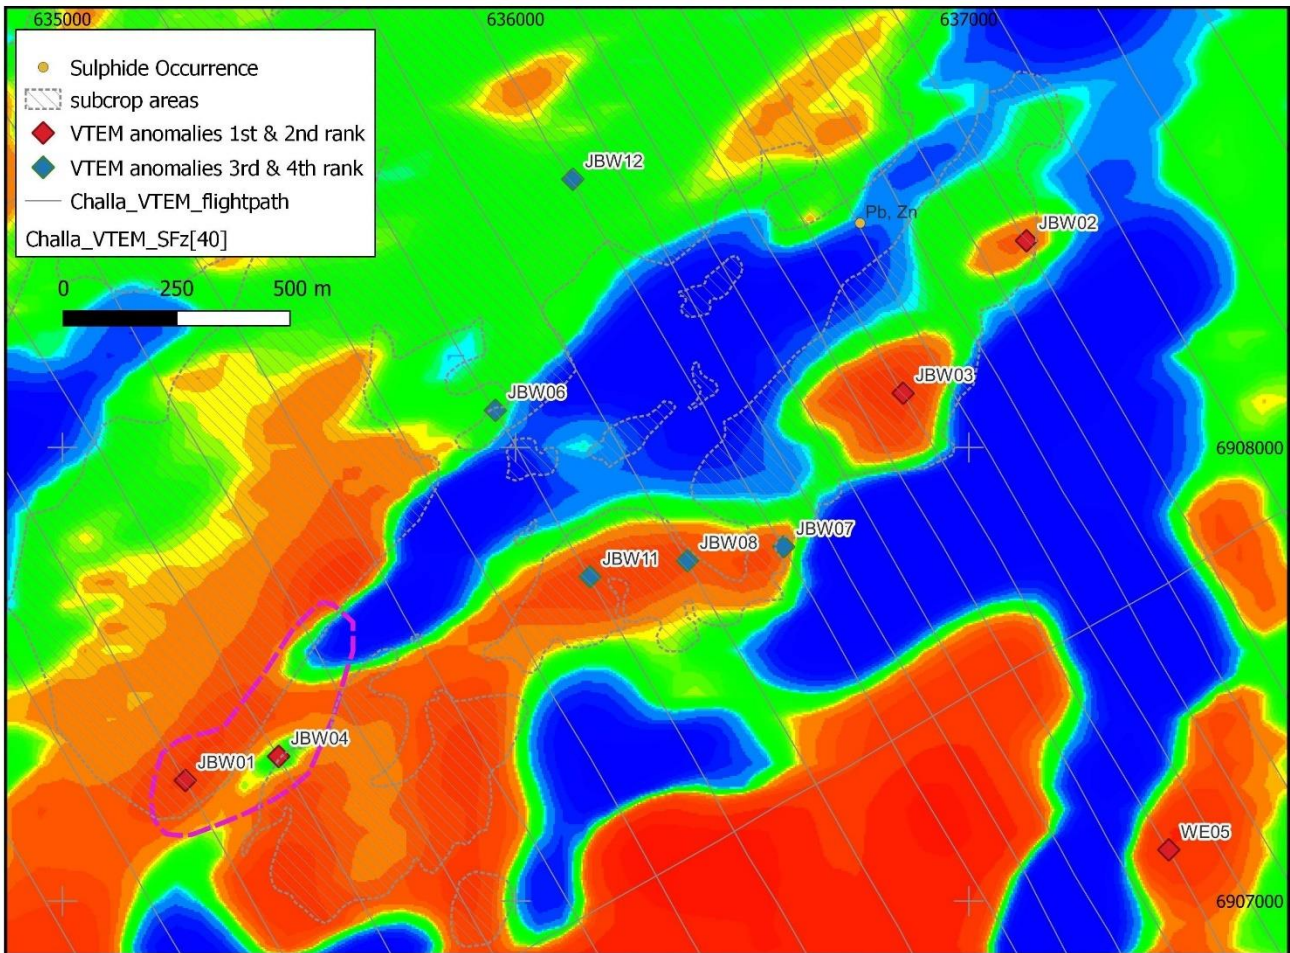 635000
636000
637000
Sulphide Occurrence
subcrop areas
VTEM anomalies 1st & 2nd rank
VTEM anomalies 3rd & 4th rank
Challa_VTEM_flightpath
Challa_VTEM_SFz[40]
0 250 500 m
JBW12
Pb, Zn
JBW02
JBW03
JBW06
6908000
JBW07
JBW08
JBW11
JBW04
JBW01
WE05
6907000